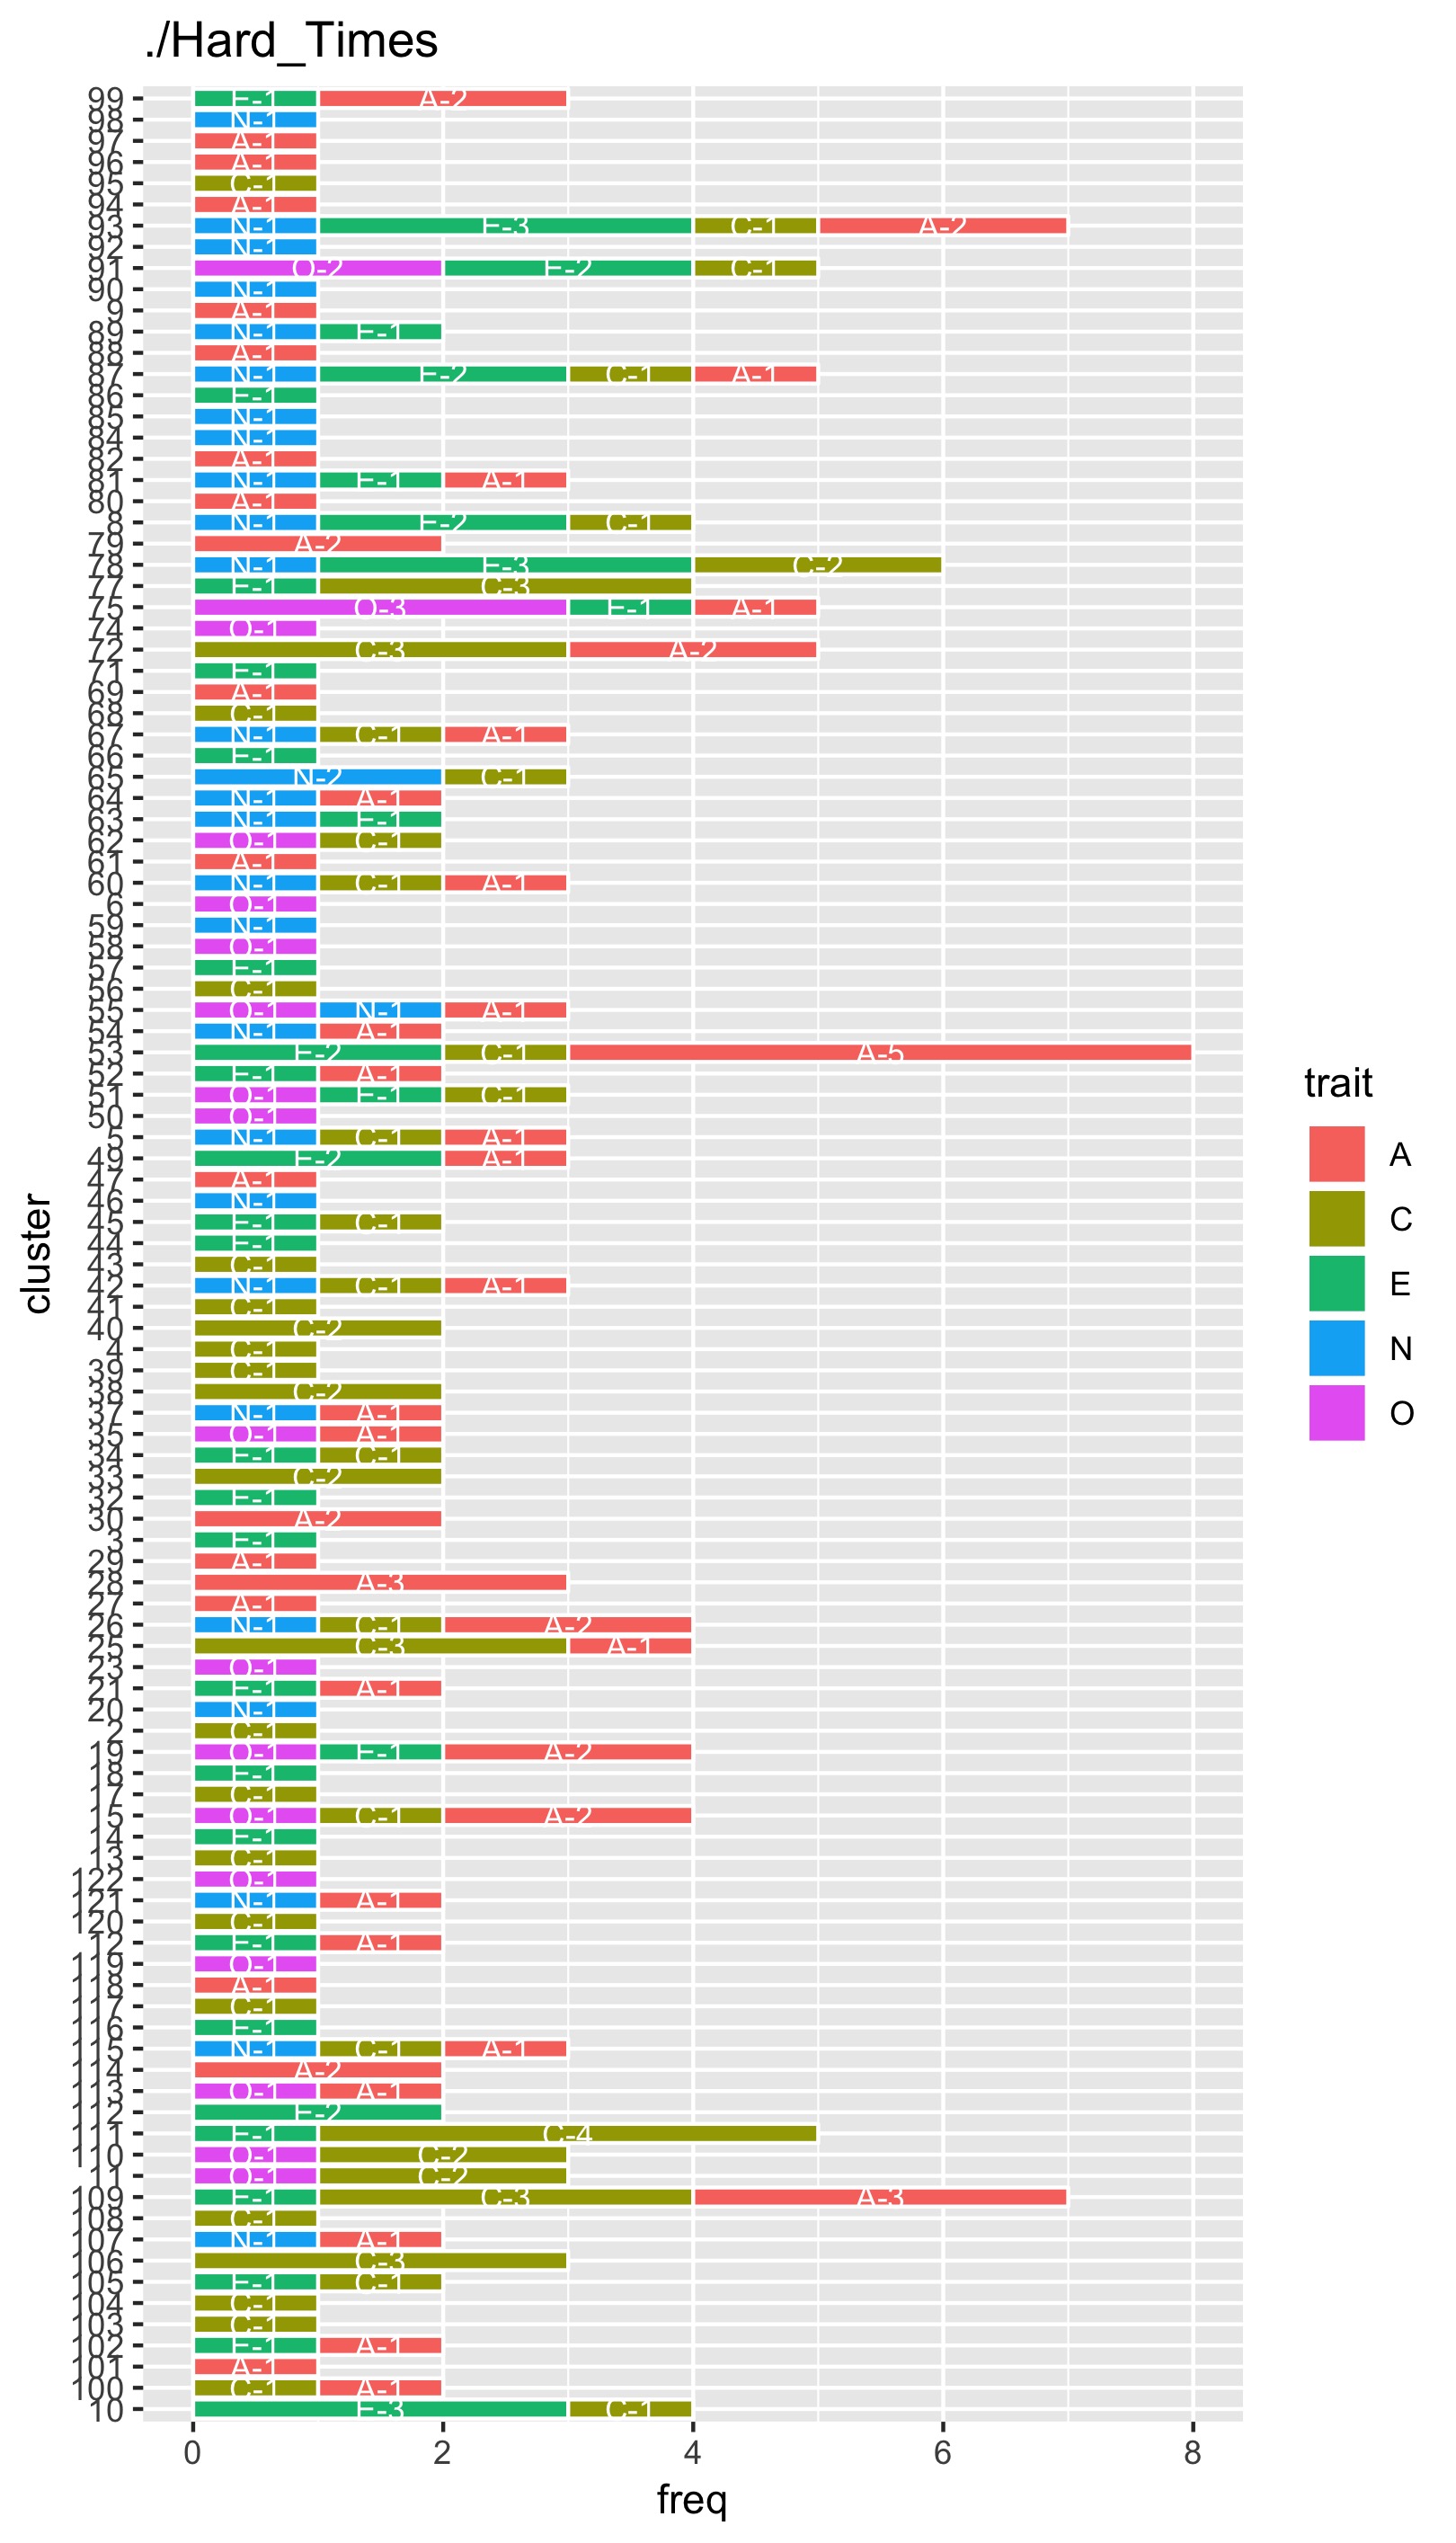 ./Hard_Times
99 E-1 A-2
98 N-1
97 A-1
96 A-1
95 C-1
94 A-1
93 N-1 E-3 C-1 A-2
92 N-1
91 O-2 E-2 C-1
90 N-1
9 A-1
89 N-1 E-1
88 A-1
87 N-1 E-2 C-1 A-1
86 E-1
85 N-1
84 N-1
82 A-1
81 N-1 E-1 A-1
80 A-1
8 N-1 E-2 C-1
79 A-2
78 N-1 E-3 C-2
77 E-1 C-3
75 O-3 E-1 A-1
74 O-1
72 C-3 A-2
71 E-1
69 A-1
68 C-1
67 N-1 C-1 A-1
66 E-1
65 N-2 C-1
64 N-1 A-1
63 N-1 E-1
62 O-1 C-1
61 A-1
60 N-1 C-1 A-1
6 O-1
59 N-1
58 O-1
57 E-1
56 C-1
55 O-1 N-1 A-1
54 N-1 A-1
53 E-2 C-1 A-5
52 E-1 A-1
51 O-1 E-1 C-1
50 O-1
5 N-1 C-1 A-1
49 E-2 A-1
47 A-1
46 N-1
45 E-1 C-1
44 E-1
43 C-1
42 N-1 C-1 A-1
41 C-1
40 C-2
4 C-1
39 C-1
38 C-2
37 N-1 A-1
35 O-1 A-1
34 E-1 C-1
33 C-2
32 E-1
30 A-2
3 E-1
29 A-1
28 A-3
27 A-1
26 N-1 C-1 A-2
25 C-3 A-1
23 O-1
21 E-1 A-1
20 N-1
2 C-1
19 O-1 E-1 A-2
18 E-1
17 C-1
15 O-1 C-1 A-2
14 E-1
13 C-1
122 O-1
121 N-1 A-1
120 C-1
12 E-1 A-1
119 O-1
118 A-1
117 C-1
116 E-1
115 N-1 C-1 A-1
114 A-2
113 O-1 A-1
112 E-2
111 E-1 C-4
110 O-1 C-2
11 O-1 C-2
109 E-1 C-3 A-3
108 C-1
107 N-1 A-1
106 C-3
105 E-1 C-1
104 C-1
103 C-1
102 E-1 A-1
101 A-1
100 C-1 A-1
10 E-3 C-1
0 2 4 6 8
freq
cluster
trait
A
C
E
N
O